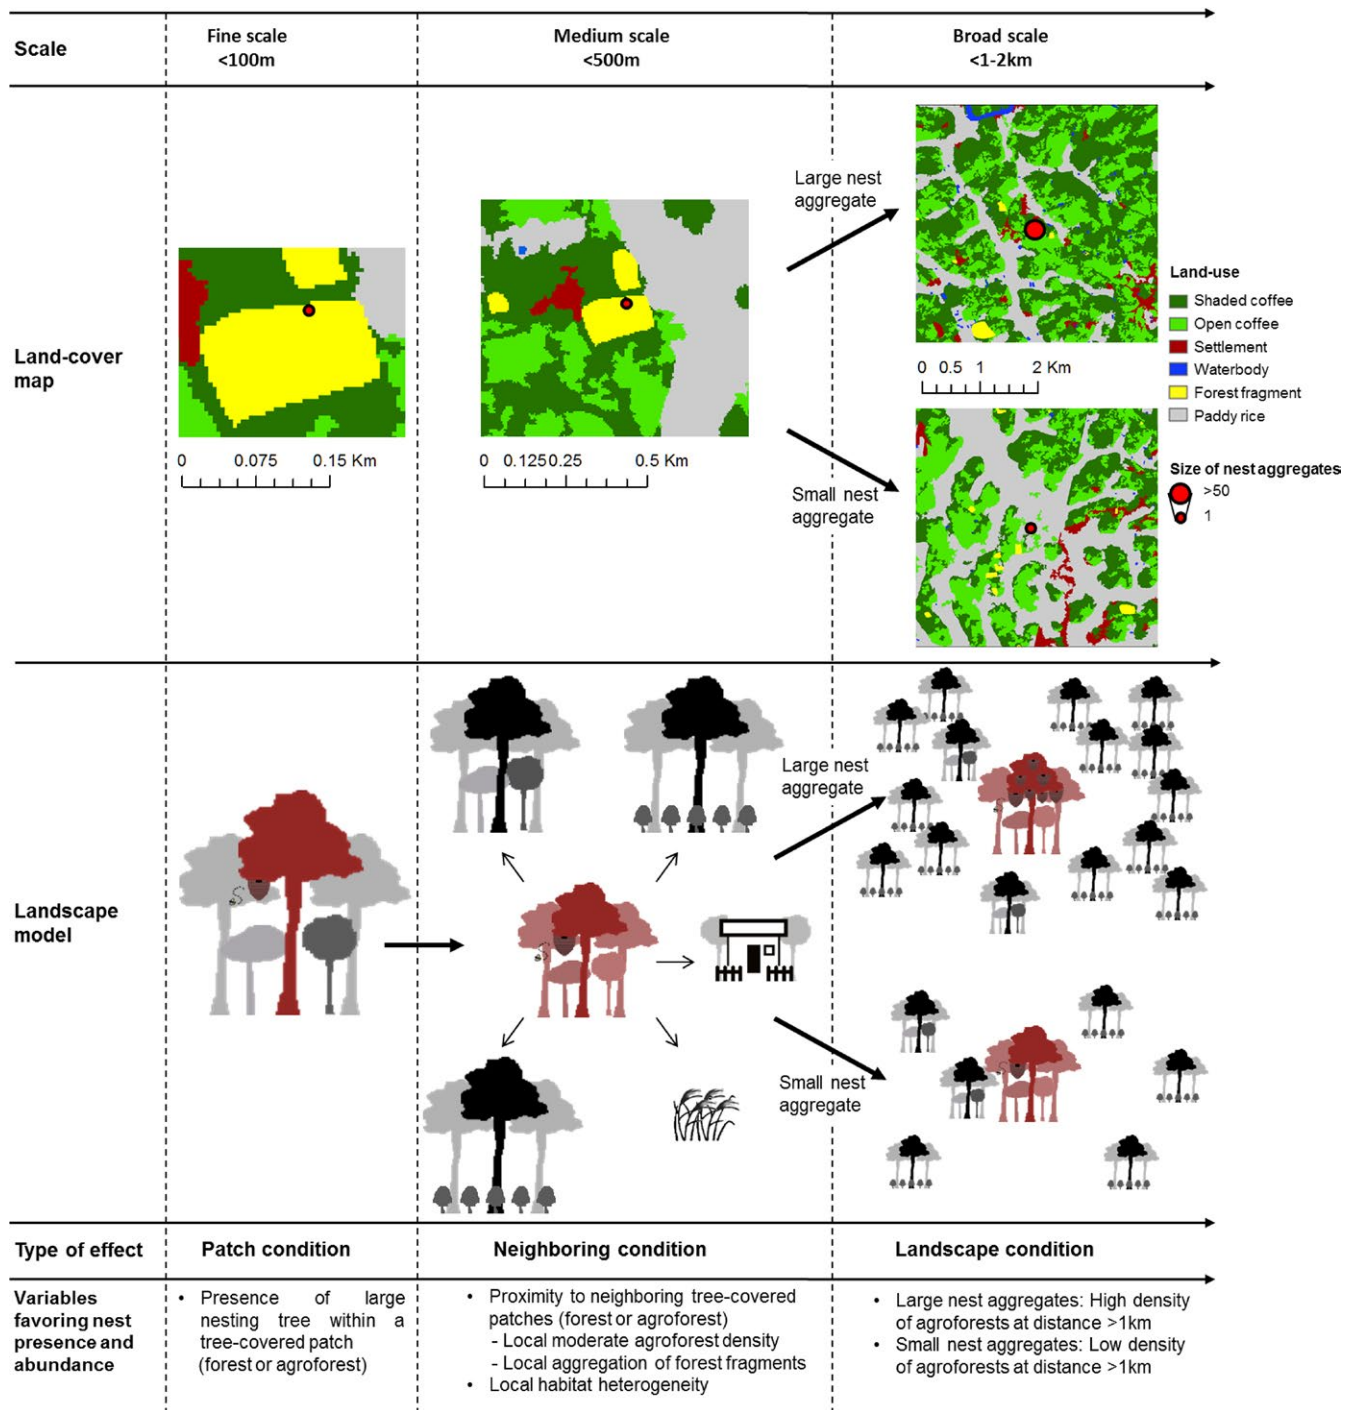 Scale
Fine scale
<100m
Medium scale
<500m
Broad scale
<1-2km
Land-cover
map
0 0.075 0.15 Km
0 0.125 0.25 0.5 Km
Large nest
aggregate
Small nest
aggregate
0 0.5 1 2 Km
Land-use
Shaded coffee
Open coffee
Settlement
Waterbody
Forest fragment
Paddy rice
Size of nest aggregates
>50
1
Landscape
model
Large nest
aggregate
Small nest
aggregate
Type of effect
Patch condition
Neighboring condition
Landscape condition
Variables
favoring nest
presence and
abundance
• Presence of large
nesting tree within a
tree-covered patch
(forest or agroforest)
• Proximity to neighboring tree-covered
patches (forest or agroforest)
- Local moderate agroforest density
- Local aggregation of forest fragments
• Local habitat heterogeneity
• Large nest aggregates: High density
of agroforests at distance >1km
• Small nest aggregates: Low density
of agroforests at distance >1km